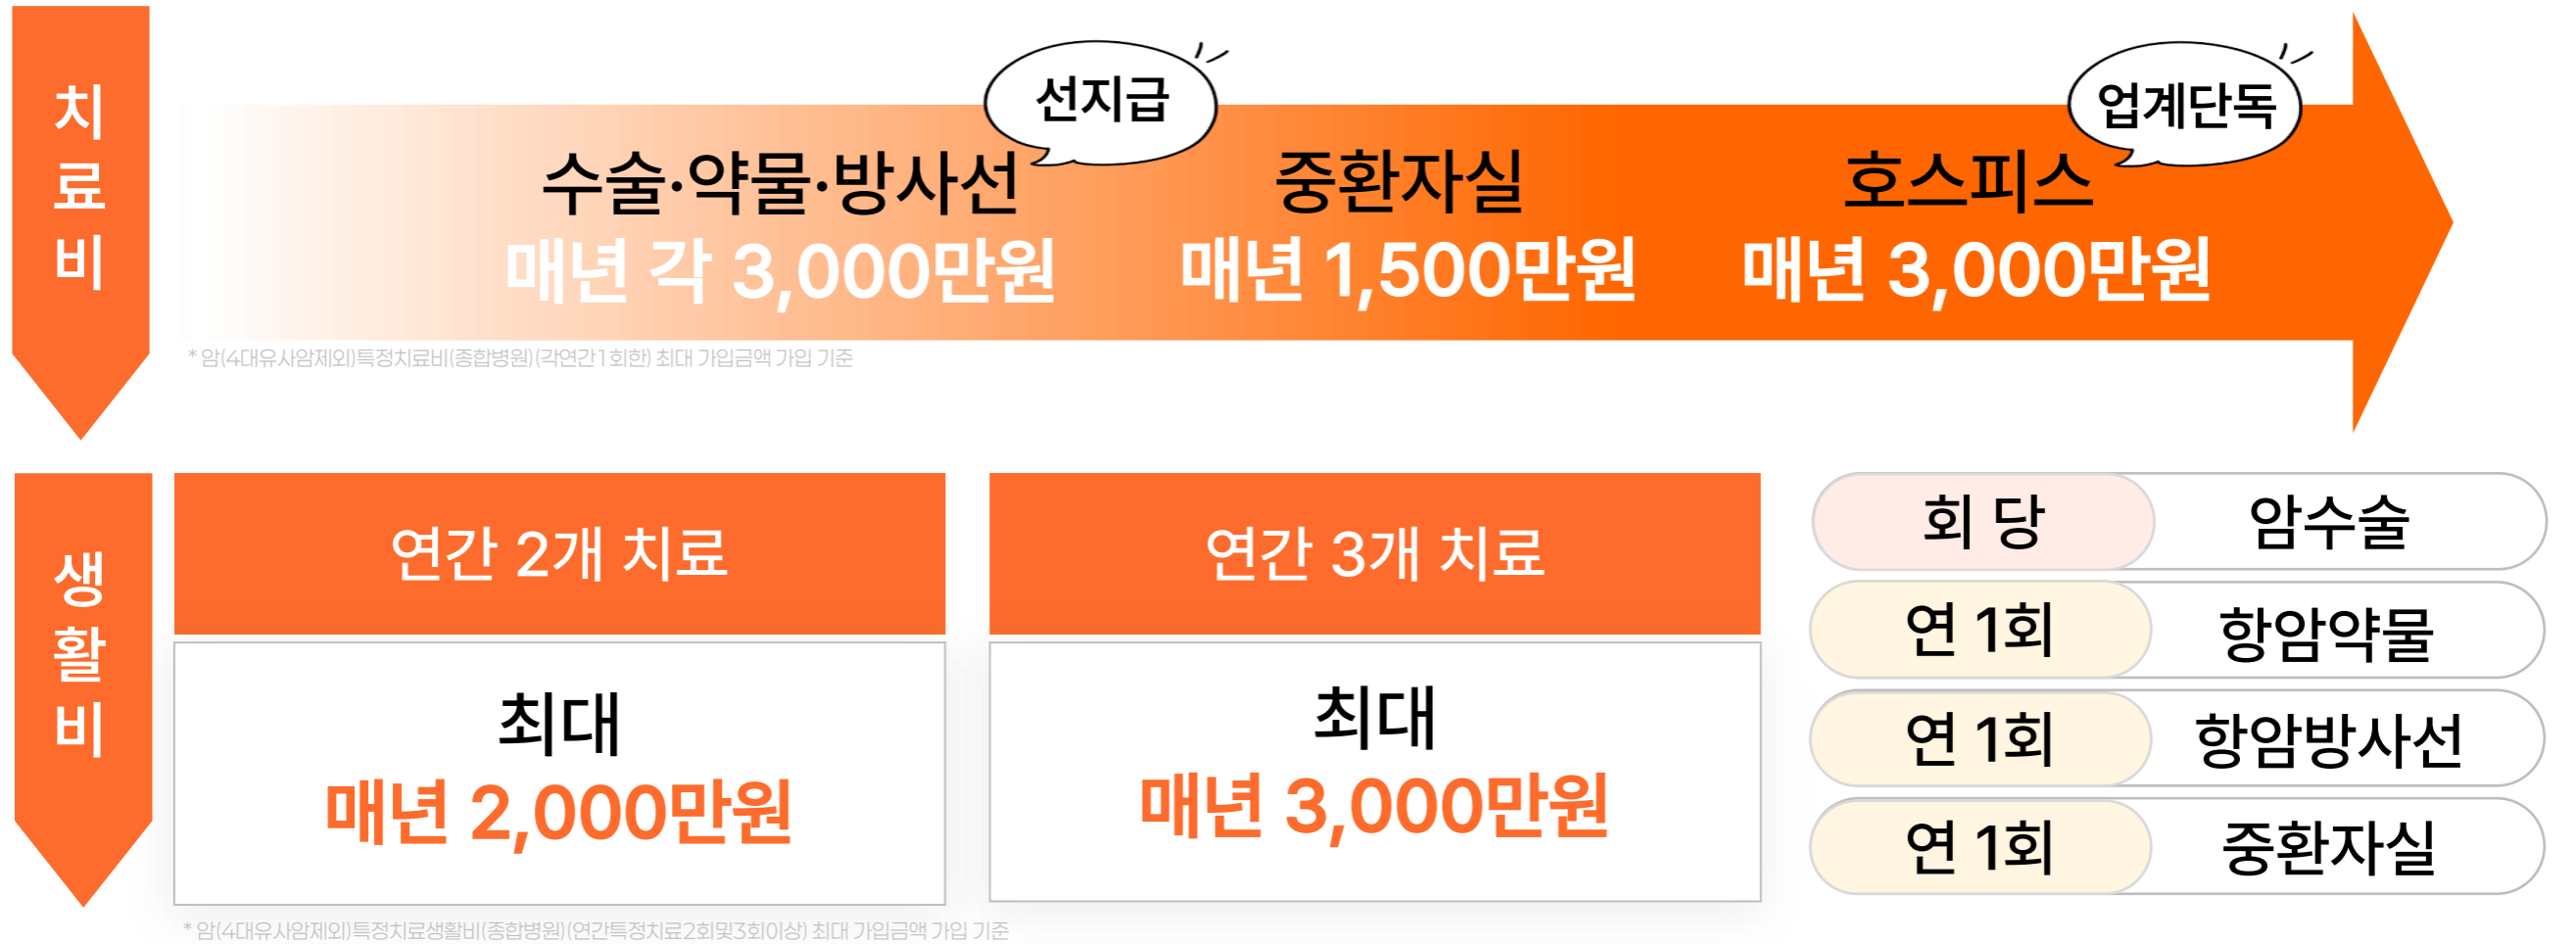 치료비
선지급
업계단독
수술·약물·방사선
매년 각 3,000만원
중환자실
매년 1,500만원
호스피스
매년 3,000만원
* 암(4대유사암제외)특정치료비(종합병원)(각연간1회한) 최대 가입금액 가입 기준
생활비
연간 2개 치료
최대
매년 2,000만원
연간 3개 치료
최대
매년 3,000만원
회 당 암수술
연 1회 항암약물
연 1회 항암방사선
연 1회 중환자실
* 암(4대유사암제외)특정치료생활비(종합병원)(연간특정치료2회및3회이상) 최대 가입금액 가입 기준